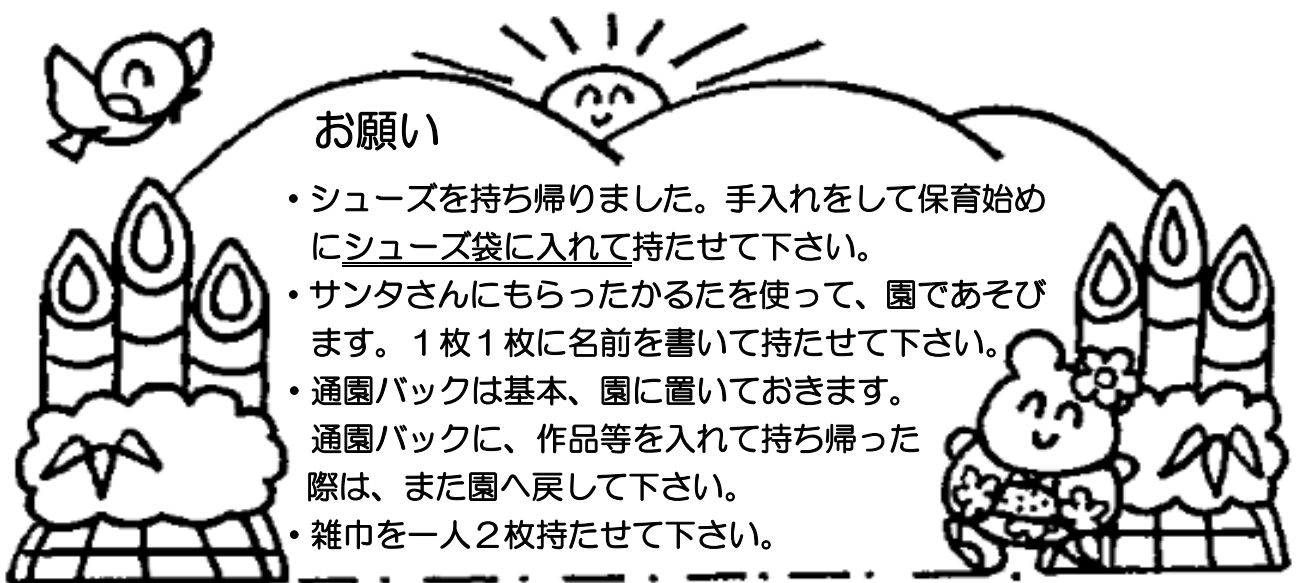 お願い
・シューズを持ち帰りました。手入れをして保育始め
にシューズ袋に入れて持たせて下さい。
・サンタさんにもらったかるたを使って、園であそび
ます。１枚１枚に名前を書いて持たせて下さい。
・通園バックは基本、園に置いておきます。
通園バックに、作品等を入れて持ち帰った
際は、また園へ戻して下さい。
・雑巾を一人２枚持たせて下さい。